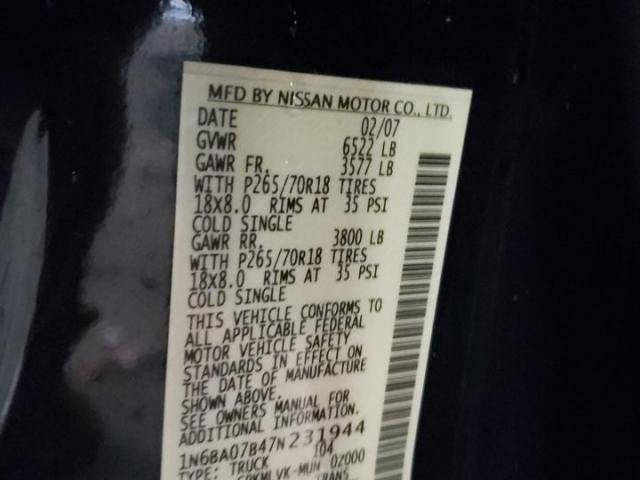 MFD BY NISSAN MOTOR CO., LTD.
DATE 02/07
GVWR 6522 LB
GAWR FR. 3577 LB
WITH P265/70R18 TIRES
18X8.0 RIMS AT 35 PSI
COLD SINGLE
GAWR RR. 3800 LB
WITH P265/70R18 TIRES
18X8.0 RIMS AT 35 PSI
COLD SINGLE
THIS VEHICLE CONFORMS TO
ALL APPLICABLE FEDERAL
MOTOR VEHICLE SAFETY
STANDARDS IN EFFECT ON
THE DATE OF MANUFACTURE
SHOWN ABOVE.
SEE OWNERS MANUAL FOR
ADDITIONAL INFORMATION.
1N6BA07B47N231944
TYPE: TRUCK 104
02000
TRANS